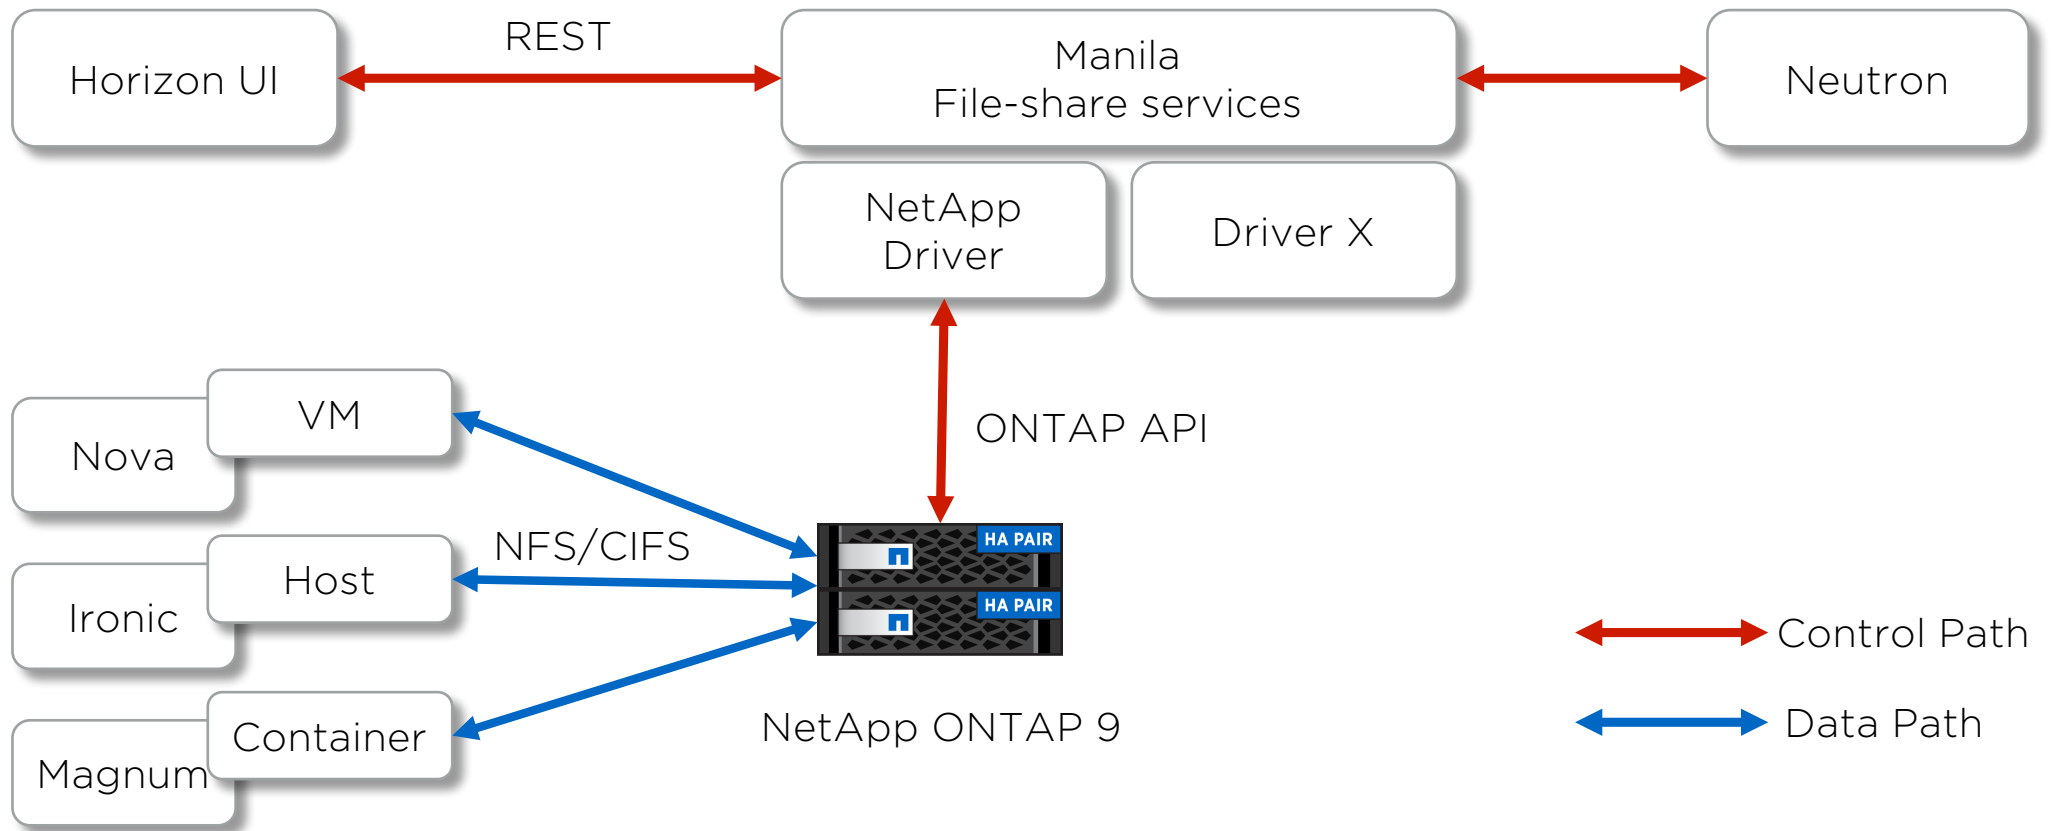 REST
Horizon UI
Manila
File-share services
Neutron
NetApp
Driver
Driver X
VM
Nova
ONTAP API
NFS/CIFS
HA PAIR
Host
Ironic
HA PAIR
Control Path
Container
Magnum
NetApp ONTAP 9
Data Path